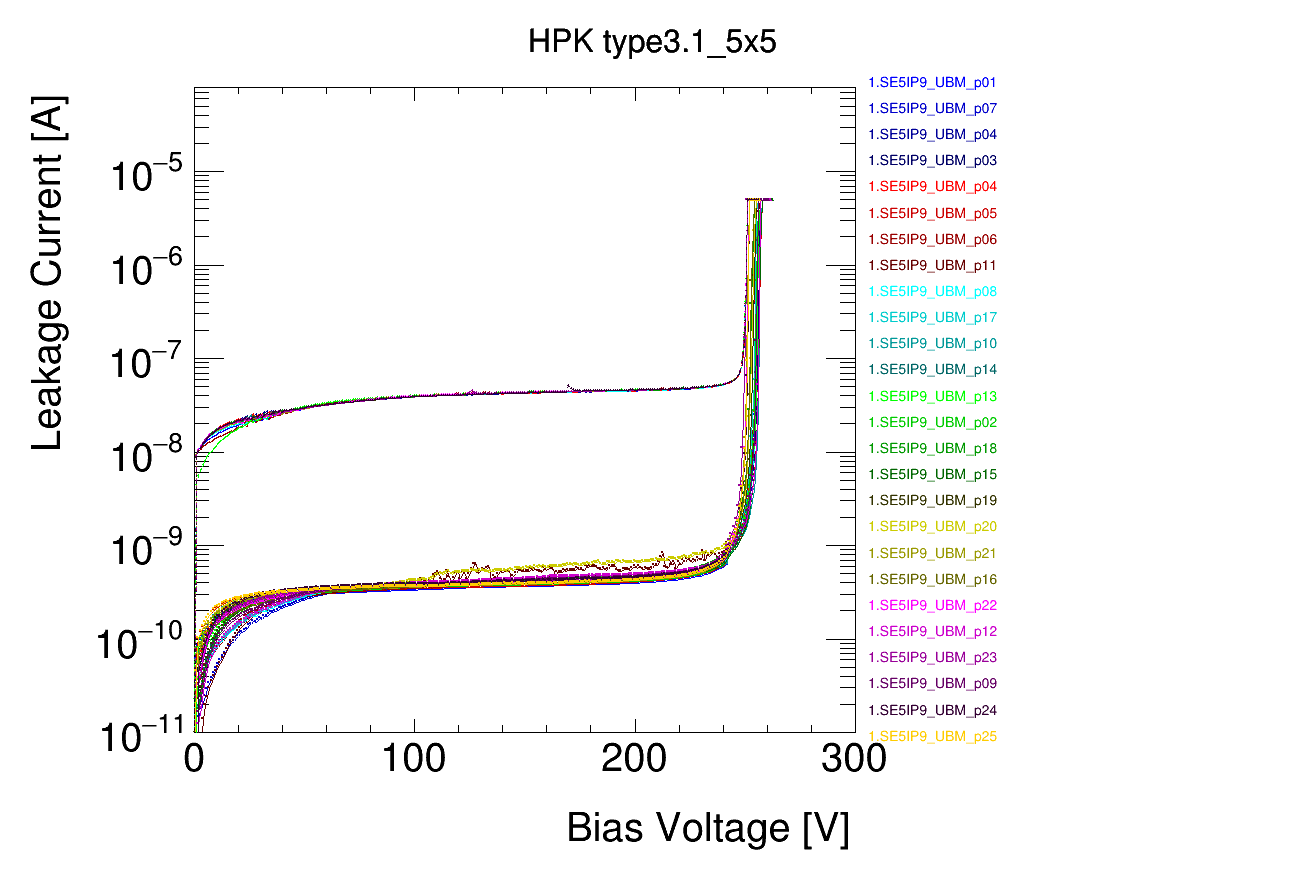 HPK type3.1_5x5
Leakage Current [A]
10−5
10−6
10−7
10−8
10−9
10−10
10−11
0 100 200 300
Bias Voltage [V]
1.SE5IP9_UBM_p01
1.SE5IP9_UBM_p07
1.SE5IP9_UBM_p04
1.SE5IP9_UBM_p03
1.SE5IP9_UBM_p04
1.SE5IP9_UBM_p05
1.SE5IP9_UBM_p06
1.SE5IP9_UBM_p11
1.SE5IP9_UBM_p08
1.SE5IP9_UBM_p17
1.SE5IP9_UBM_p10
1.SE5IP9_UBM_p14
1.SE5IP9_UBM_p13
1.SE5IP9_UBM_p02
1.SE5IP9_UBM_p18
1.SE5IP9_UBM_p15
1.SE5IP9_UBM_p19
1.SE5IP9_UBM_p20
1.SE5IP9_UBM_p21
1.SE5IP9_UBM_p16
1.SE5IP9_UBM_p22
1.SE5IP9_UBM_p12
1.SE5IP9_UBM_p23
1.SE5IP9_UBM_p09
1.SE5IP9_UBM_p24
1.SE5IP9_UBM_p25